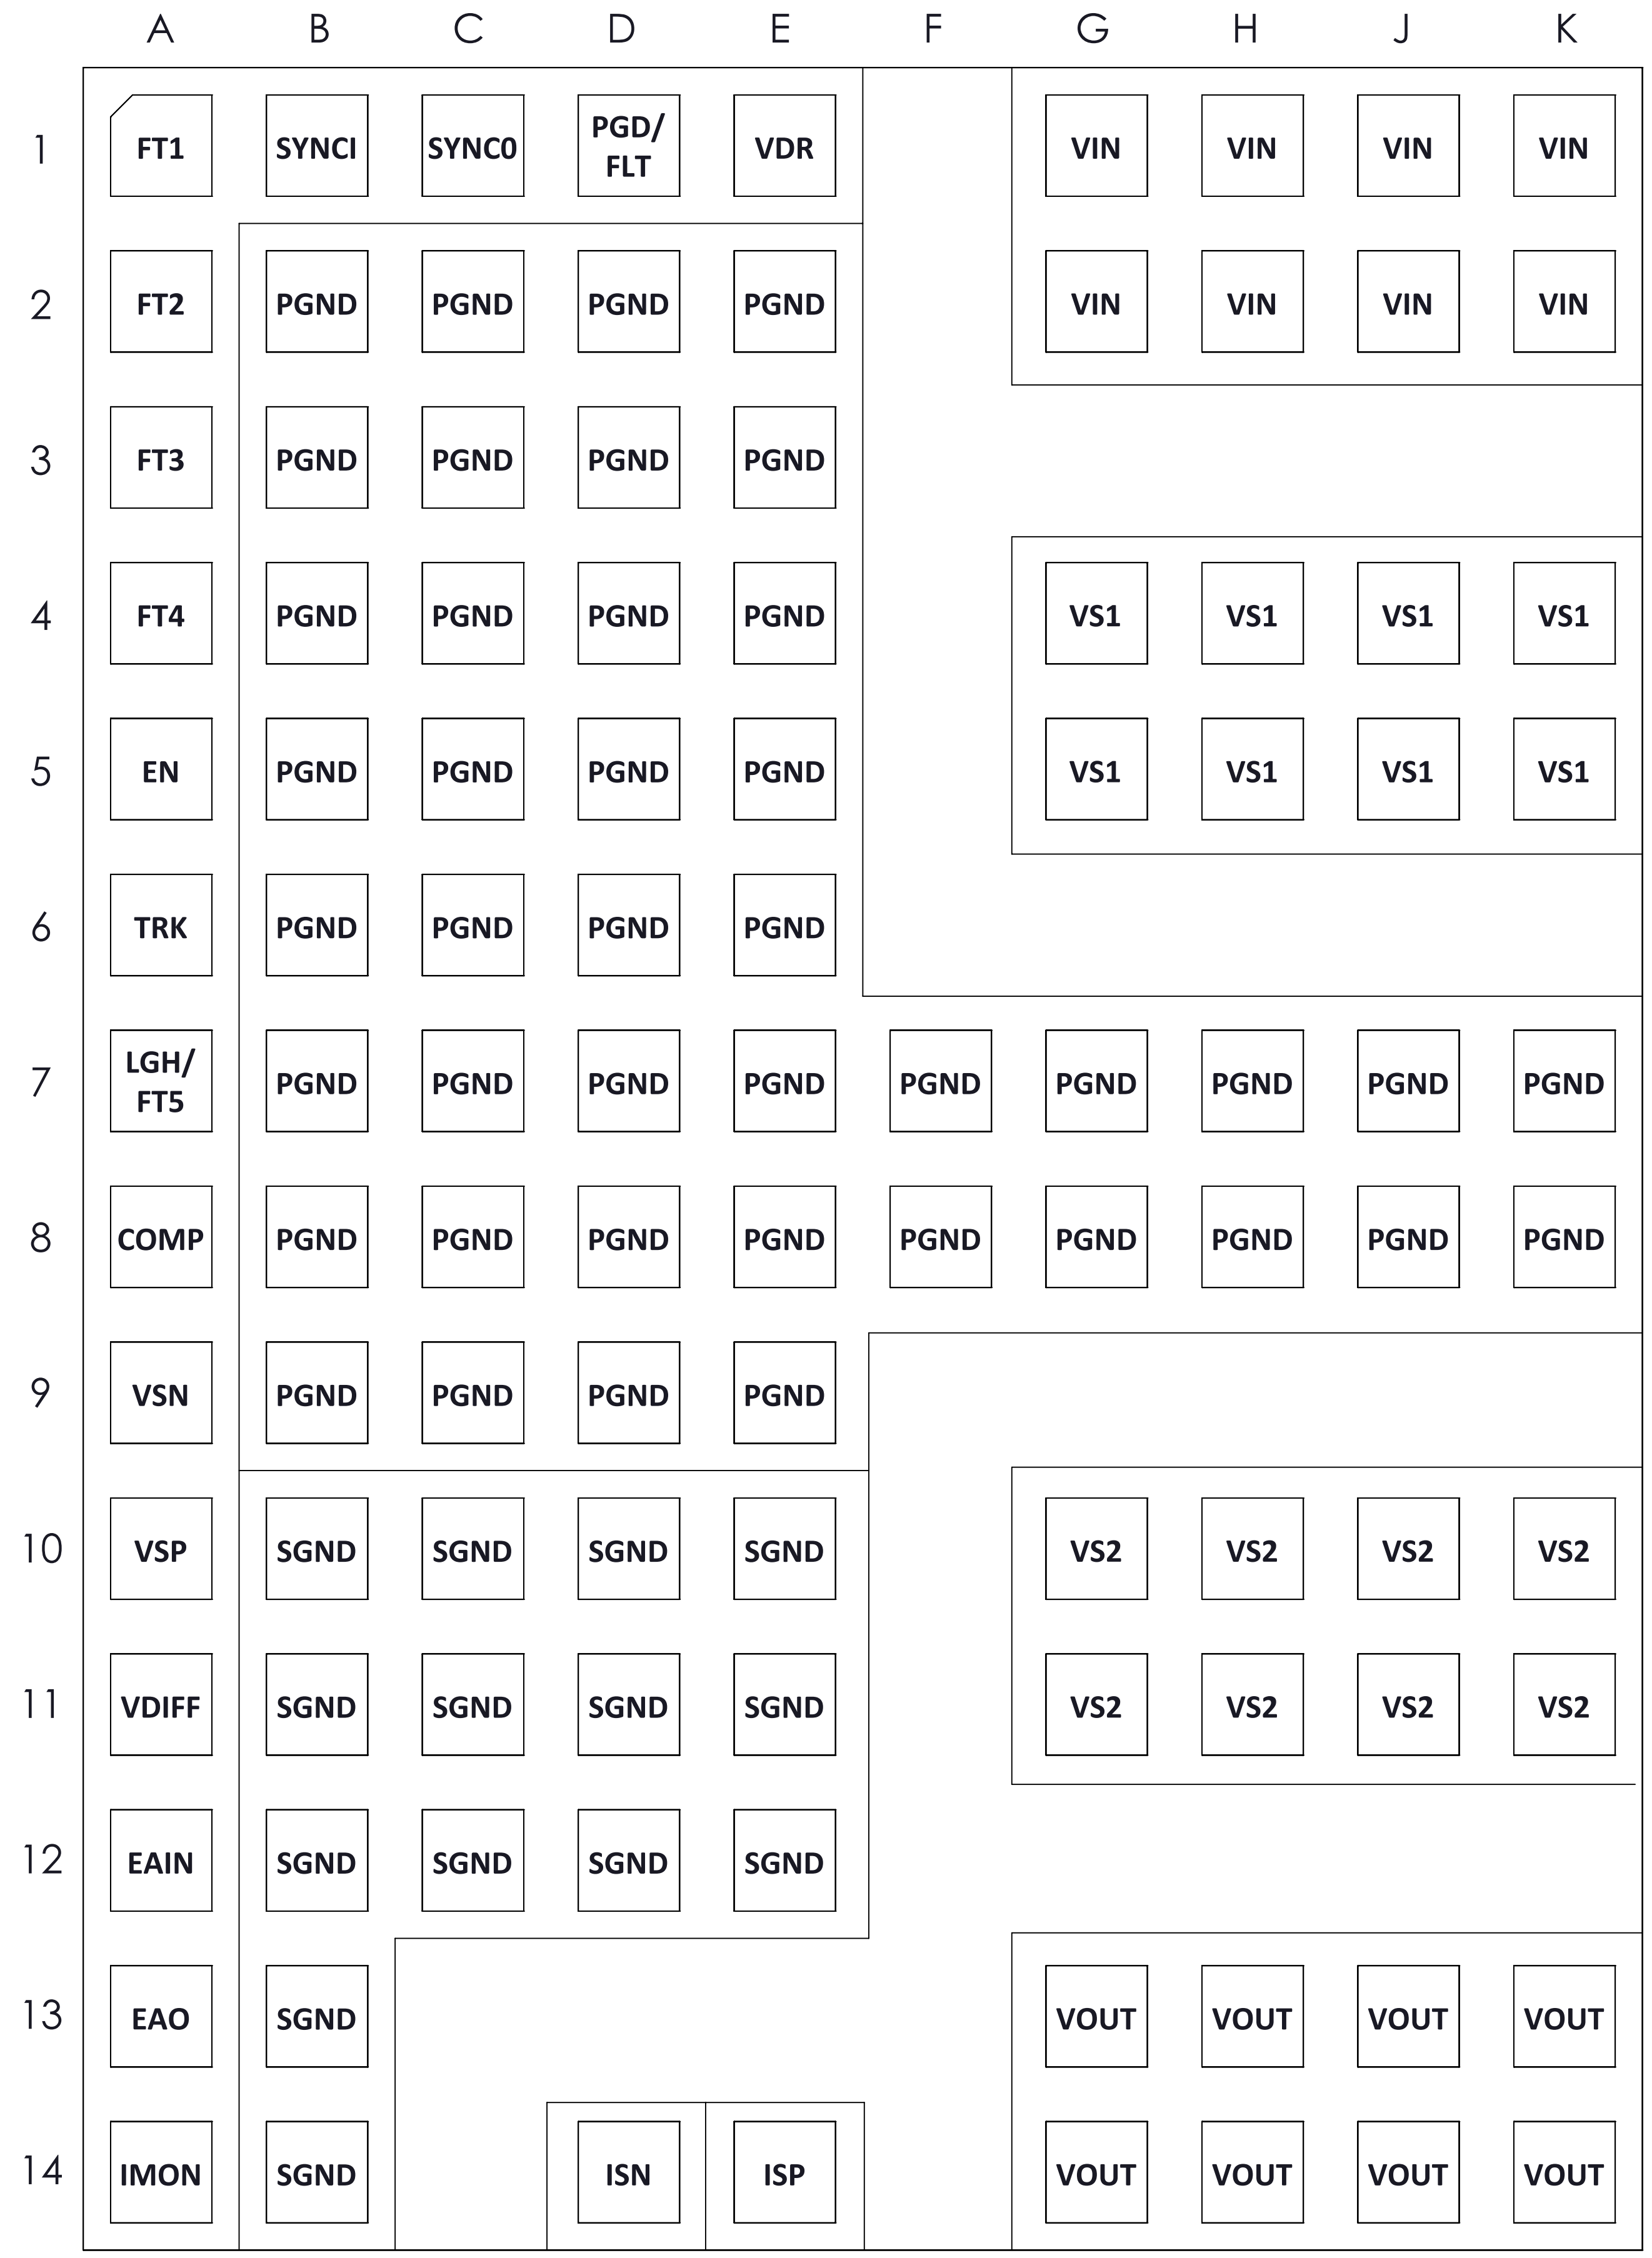 A B C D E F G H J K
1 FT1 SYNCI SYNC0 PGD/ FLT VDR VIN VIN VIN VIN
2 FT2 PGND PGND PGND PGND VIN VIN VIN VIN
3 FT3 PGND PGND PGND PGND
4 FT4 PGND PGND PGND PGND VS1 VS1 VS1 VS1
5 EN PGND PGND PGND PGND VS1 VS1 VS1 VS1
6 TRK PGND PGND PGND PGND
7 LGH/ FT5 PGND PGND PGND PGND PGND PGND PGND PGND PGND
8 COMP PGND PGND PGND PGND PGND PGND PGND PGND PGND
9 VSN PGND PGND PGND PGND
10 VSP SGND SGND SGND SGND VS2 VS2 VS2 VS2
11 VDIFF SGND SGND SGND SGND VS2 VS2 VS2 VS2
12 EAIN SGND SGND SGND SGND
13 EAO SGND VOUT VOUT VOUT VOUT
14 IMON SGND ISN ISP VOUT VOUT VOUT VOUT